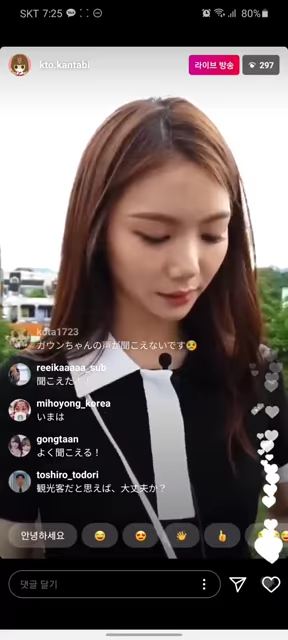 SKT 7:25
80%
kto.kantabi
라이브 방송
297
kota1723
ガウンちゃんの声が聞こえないです😢
reeikaaaaa_sub
聞こえた！！
mihoyong_korea
いまは
gongtaan
よく聞こえる！
toshiro_todori
観光客だと思えば、大丈夫か？
안녕하세요
댓글 달기